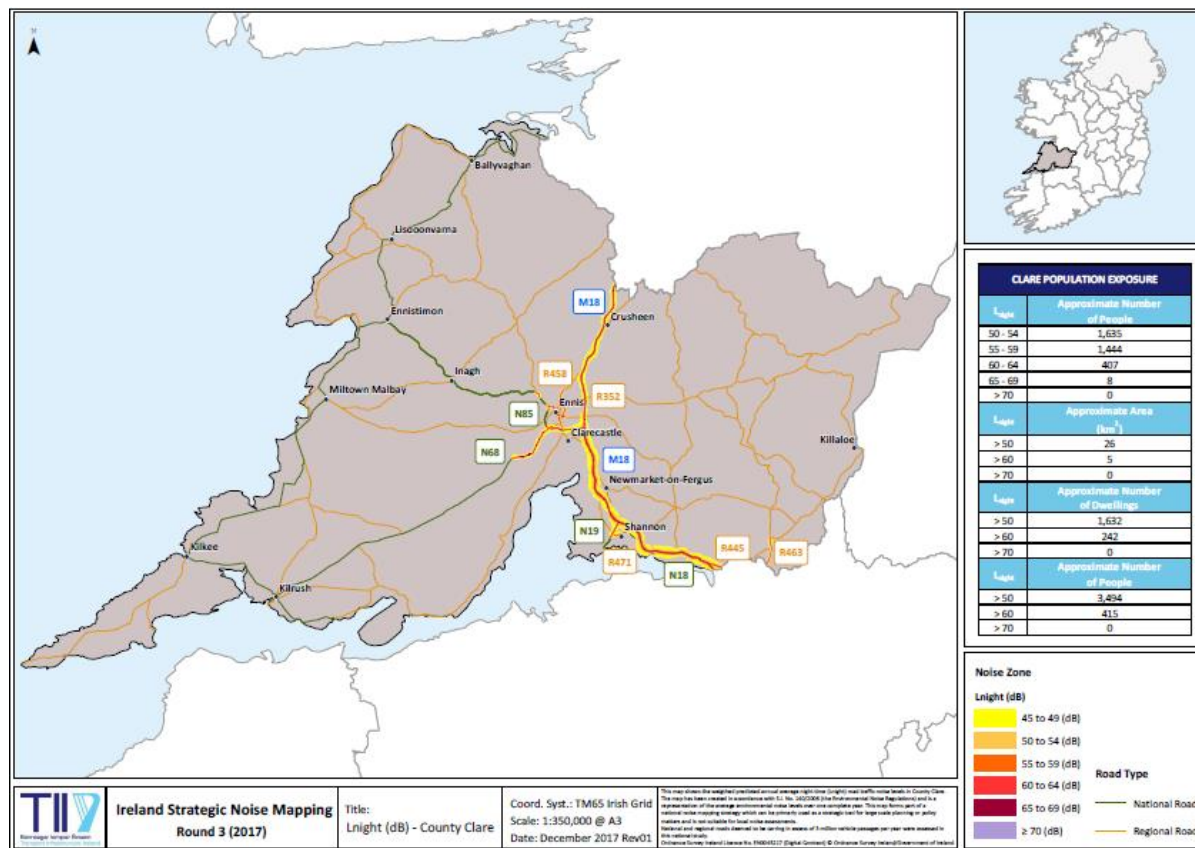 N
Ballyvaghan
Lisdoonvarna
M18
Ennistimon
Crusheen
Inagh
R458
Miltown Malbay
R352
Ennis
N85
Clarecastle
Killaloe
N68
M18
Newmarket-on-Fergus
Shannon
N19
Kilkee
R445
R463
R471
N18
Kilrush
CLARE POPULATION EXPOSURE
Lnight Approximate Number of People
50 - 54 1,635
55 - 59 1,444
60 - 64 407
65 - 69 8
> 70 0
Lnight Approximate Area (km2)
> 50 26
> 60 5
> 70 0
Lnight Approximate Number of Dwellings
> 50 1,632
> 60 242
> 70 0
Lnight Approximate Number of People
> 50 3,494
> 60 415
> 70 0
Noise Zone
Lnight (dB)
45 to 49 (dB)
50 to 54 (dB)
55 to 59 (dB)
60 to 64 (dB)
65 to 69 (dB)
≥ 70 (dB)
Road Type
National Road
Regional Road
TII
Ireland Strategic Noise Mapping
Round 3 (2017)
Title:
Lnight (dB) - County Clare
Coord. Syst.: TM65 Irish Grid
Scale: 1:350,000 @ A3
Date: December 2017 Rev01